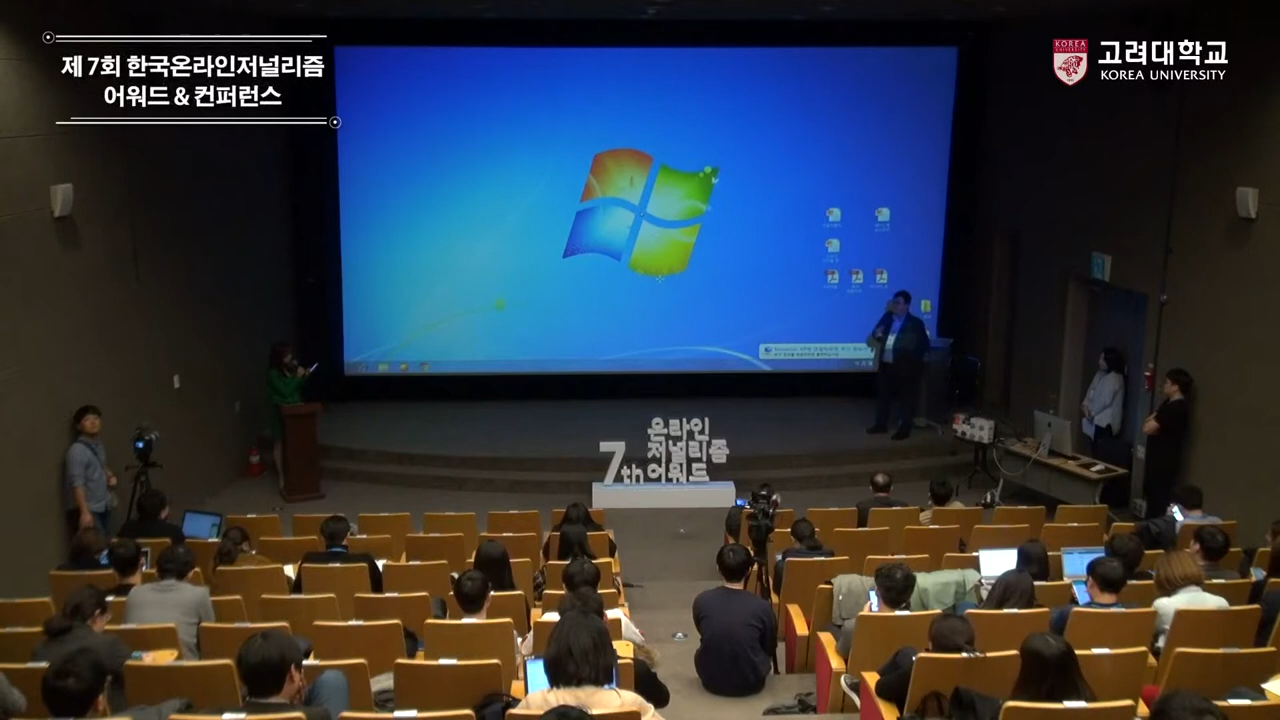 제 7회 한국온라인저널리즘
어워드 & 컨퍼런스
KOREA
고려대학교
KOREA UNIVERSITY
7th
온라인
저널리즘
어워드